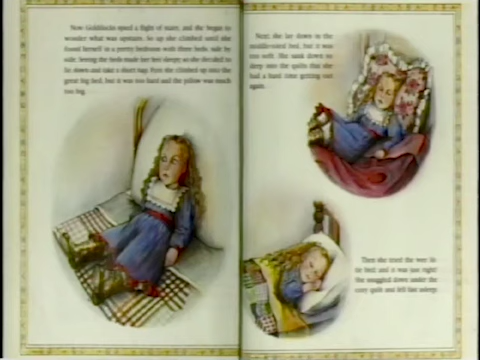 Now Goldilocks spied a flight of stairs, and she began to
wonder what was upstairs. So up she climbed until she
found herself in a pretty bedroom with three beds, side by
side. Seeing the beds made her feel sleepy, so she decided to
lie down and take a short nap. First she climbed up into the
great big bed, but it was too hard and the pillow was much
too big.
Next, she lay down in the
middle-sized bed, but it was
too soft. She sank down so
deep into the quilts that she
had a hard time getting out
again.
Then she tried the wee lit-
tle bed, and it was just right!
She snuggled down under the
cozy quilt and fell fast asleep.